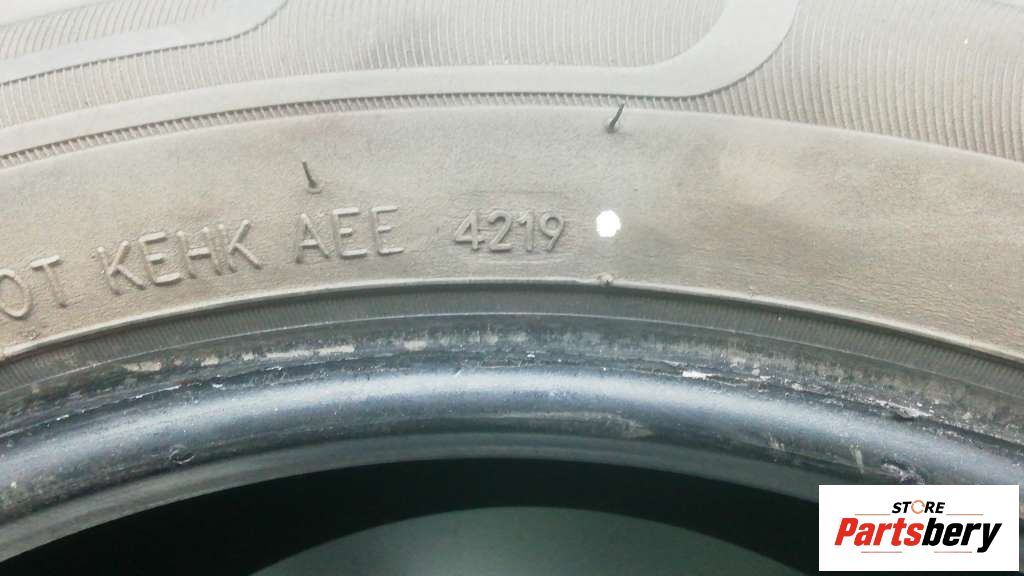 OT KEHK AEE 4219
STORE
Partsbery